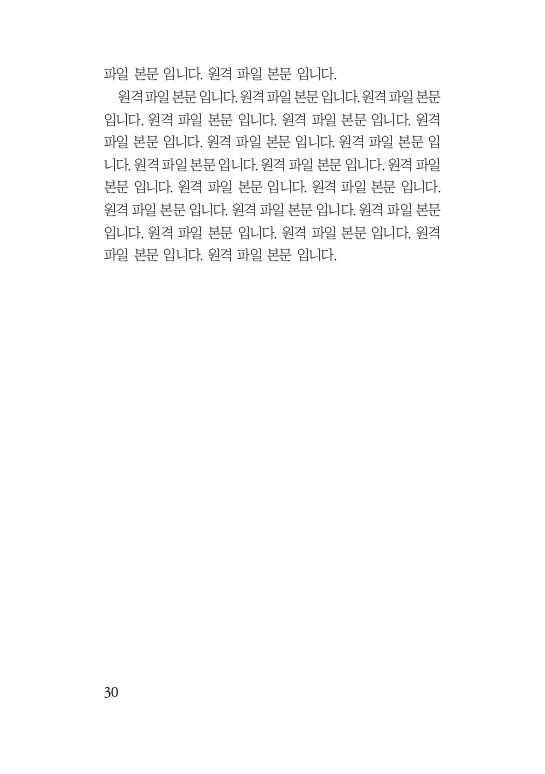 파일 본문 입니다. 원격 파일 본문 입니다.
원격 파일 본문 입니다. 원격 파일 본문 입니다. 원격 파일 본문
입니다. 원격 파일 본문 입니다. 원격 파일 본문 입니다. 원격
파일 본문 입니다. 원격 파일 본문 입니다. 원격 파일 본문 입
니다. 원격 파일 본문 입니다. 원격 파일 본문 입니다. 원격 파일
본문 입니다. 원격 파일 본문 입니다. 원격 파일 본문 입니다.
원격 파일 본문 입니다. 원격 파일 본문 입니다. 원격 파일 본문
입니다. 원격 파일 본문 입니다. 원격 파일 본문 입니다. 원격
파일 본문 입니다. 원격 파일 본문 입니다.
30